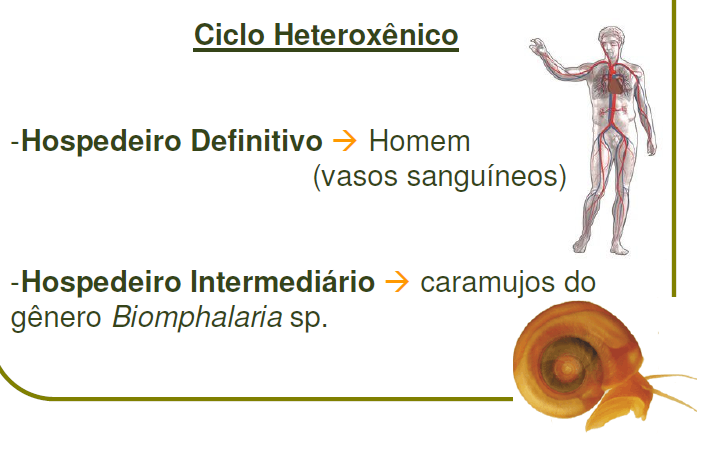 Ciclo Heteroxênico
-Hospedeiro Definitivo → Homem
(vasos sanguíneos)
-Hospedeiro Intermediário → caramujos do
gênero Biomphalaria sp.